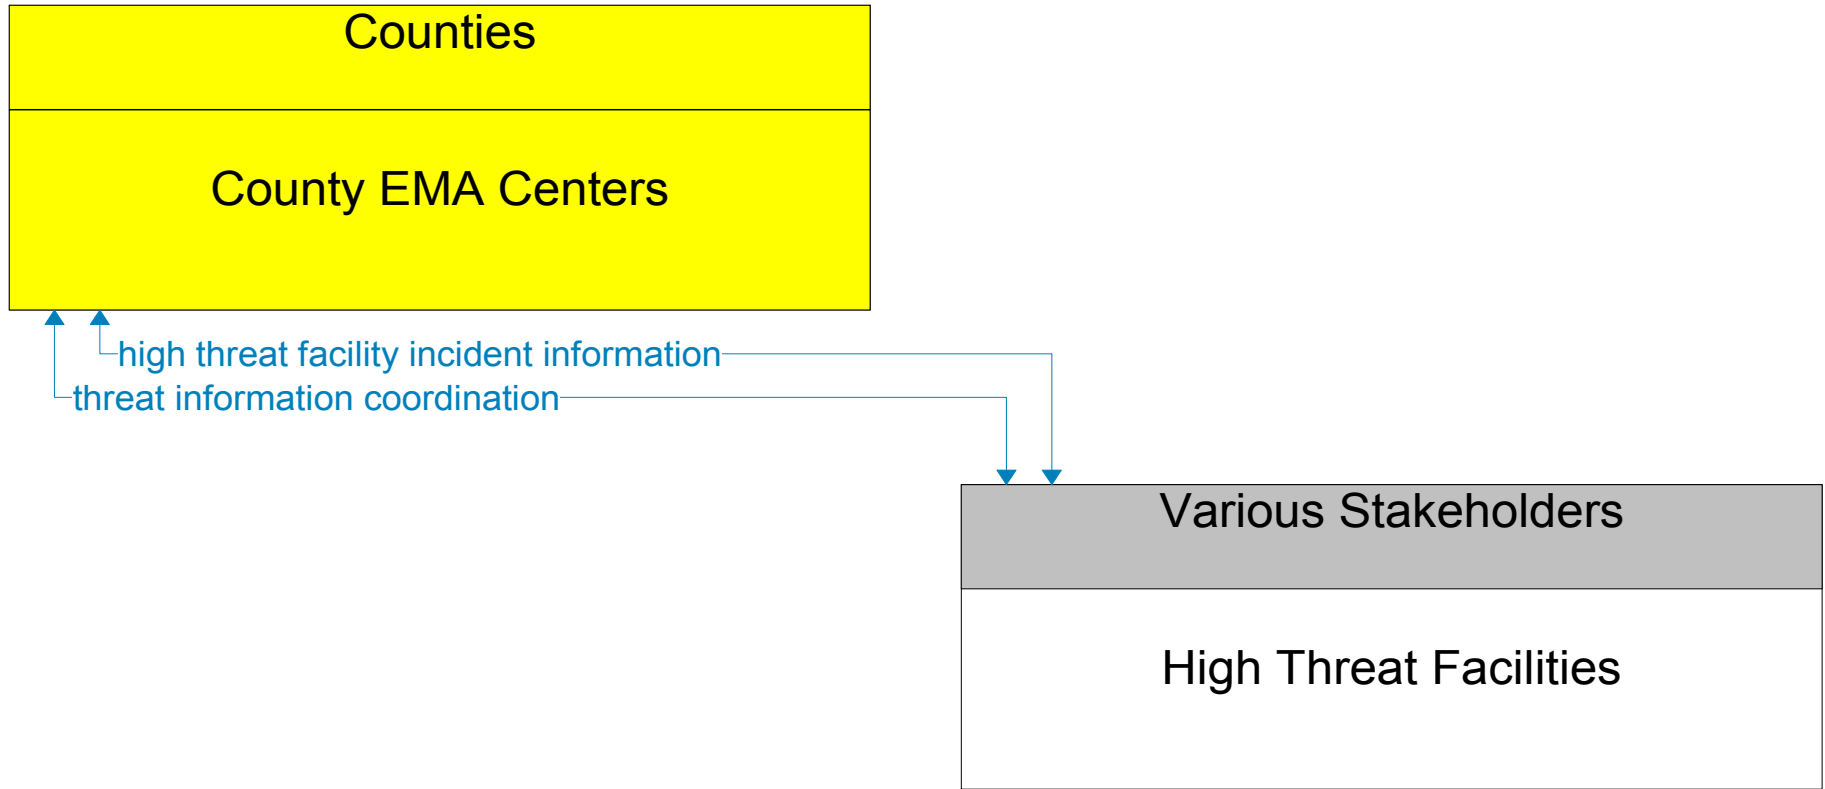 Counties
County EMA Centers
high threat facility incident information
threat information coordination
Various Stakeholders
High Threat Facilities